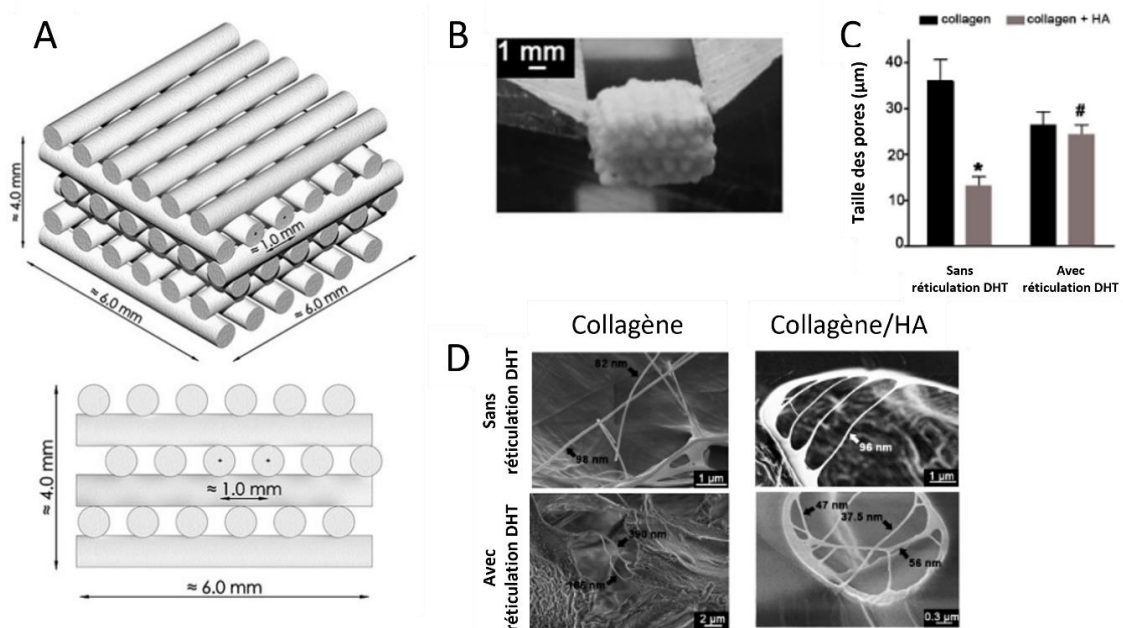 A
≈ 4.0 mm
≈ 1.0 mm
≈ 6.0 mm
≈ 6.0 mm
≈ 4.0 mm
≈ 1.0 mm
≈ 6.0 mm
B
1 mm
C
collagen
collagen + HA
Taille des pores (µm)
40
30
20
10
0
*
#
Sans
réticulation DHT
Avec
réticulation DHT
D
Collagène
Collagène/HA
Sans
réticulation DHT
Avec
réticulation DHT
82 nm
98 nm
1 µm
96 nm
1 µm
390 nm
2 µm
47 nm
37.5 nm
56 nm
0.3 µm